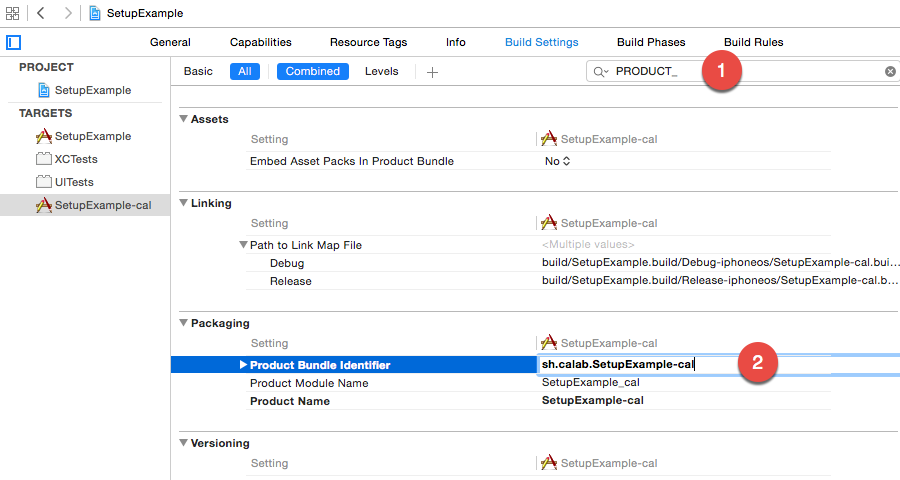 SetupExample
General Capabilities Resource Tags Info Build Settings Build Phases Build Rules
PROJECT
SetupExample
TARGETS
SetupExample
XCTests
UITests
SetupExample-cal
Basic All Combined Levels + PRODUCT_ 1
Assets
Setting SetupExample-cal
Embed Asset Packs In Product Bundle No
Linking
Setting SetupExample-cal
Path to Link Map File <Multiple values>
Debug build/SetupExample.build/Debug-iphoneos/SetupExample-cal.bui...
Release build/SetupExample.build/Release-iphoneos/SetupExample-cal.b...
Packaging
Setting SetupExample-cal
Product Bundle Identifier sh.calab.SetupExample-cal 2
Product Module Name SetupExample_cal
Product Name SetupExample-cal
Versioning
Setting SetupExample-cal